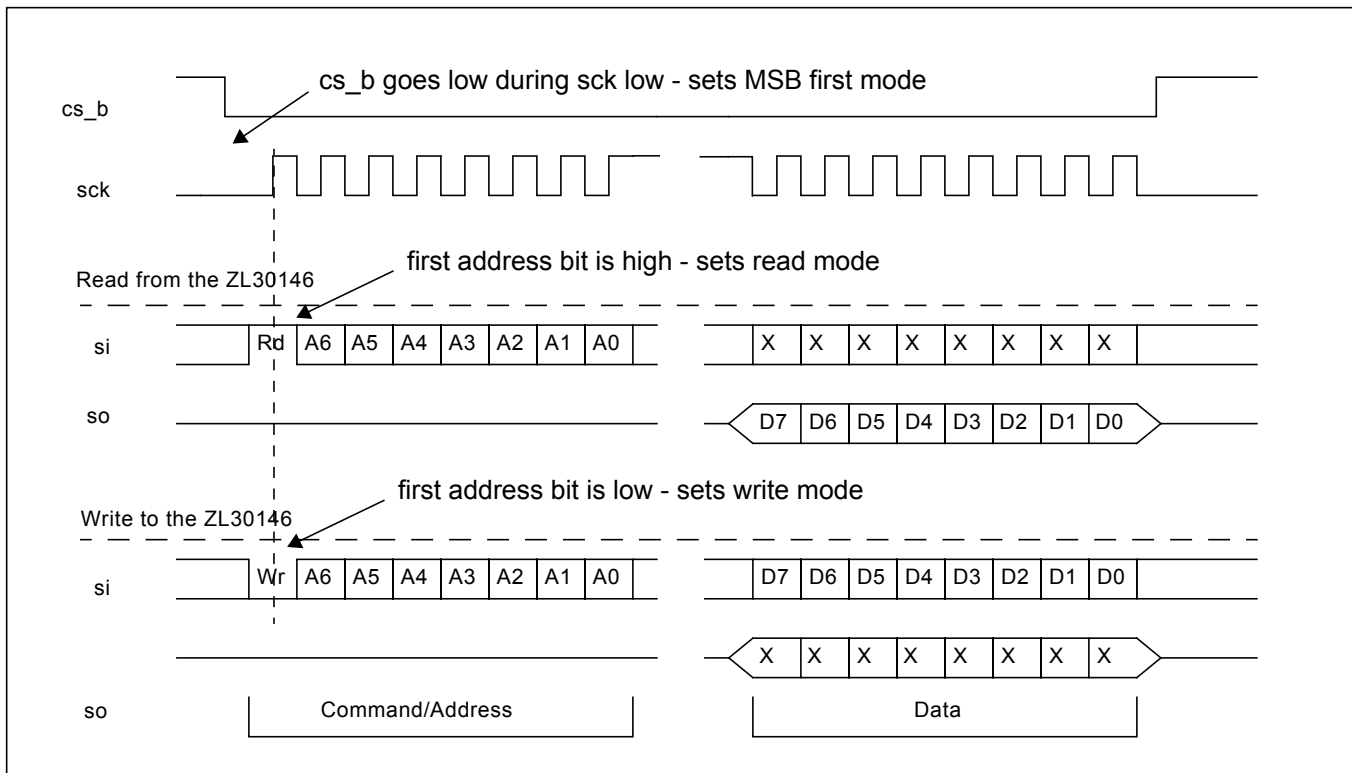 cs_b goes low during sck low - sets MSB first mode
cs_b
sck
first address bit is high - sets read mode
Read from the ZL30146
si Rd A6 A5 A4 A3 A2 A1 A0 X X X X X X X X
so D7 D6 D5 D4 D3 D2 D1 D0
first address bit is low - sets write mode
Write to the ZL30146
si Wr A6 A5 A4 A3 A2 A1 A0 D7 D6 D5 D4 D3 D2 D1 D0
X X X X X X X X
so Command/Address Data